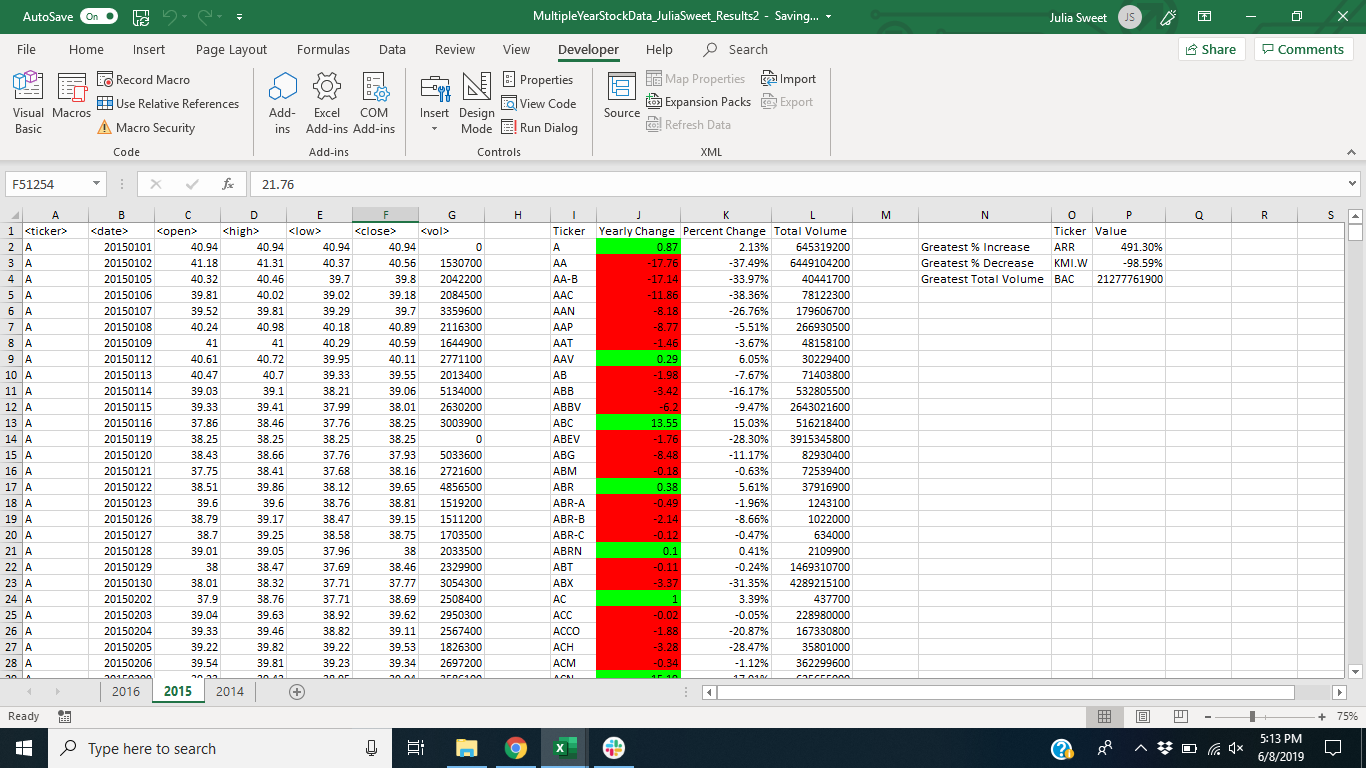 AutoSave On MultipleYearStockData_JuliaSweet_Results2 - Saving... Julia Sweet JS
File Home Insert Page Layout Formulas Data Review View Developer Help Search Share Comments
Visual Basic Macros Record Macro Use Relative References Macro Security Add-ins Excel Add-ins COM Add-ins Insert Design Mode Properties View Code Run Dialog Source Map Properties Expansion Packs Refresh Data Import Export
Code Add-ins Controls XML
F51254 fx 21.76
A B C D E F G H I J K L M N O P Q R S
1 <ticker> <date> <open> <high> <low> <close> <vol> Ticker Yearly Change Percent Change Total Volume Ticker Value
2 A 20150101 40.94 40.94 40.94 40.94 0 A 0.87 2.13% 645319200 Greatest % Increase ARR 491.30%
3 A 20150102 41.18 41.31 40.37 40.56 1530700 AA -17.76 -37.49% 6449104200 Greatest % Decrease KMI.W -98.59%
4 A 20150105 40.32 40.46 39.7 39.8 2042200 AA-B -17.14 -33.97% 40441700 Greatest Total Volume BAC 21277761900
5 A 20150106 39.81 40.02 39.02 39.18 2084500 AAC -11.86 -38.36% 78122300
6 A 20150107 39.52 39.81 39.29 39.7 3359600 AAN -8.18 -26.76% 179606700
7 A 20150108 40.24 40.98 40.18 40.89 2116300 AAP -8.77 -5.51% 266930500
8 A 20150109 41 41 40.29 40.59 1644900 AAT -1.46 -3.67% 48158100
9 A 20150112 40.61 40.72 39.95 40.11 2771100 AAV 0.29 6.05% 30229400
10 A 20150113 40.47 40.7 39.33 39.55 2013400 AB -1.98 -7.67% 71403800
11 A 20150114 39.03 39.1 38.21 39.06 5134000 ABB -3.42 -16.17% 532805500
12 A 20150115 39.33 39.41 37.99 38.01 2630200 ABBV -6.2 -9.47% 2643021600
13 A 20150116 37.86 38.46 37.76 38.25 3003900 ABC 13.55 15.03% 516218400
14 A 20150119 38.25 38.25 38.25 38.25 0 ABEV -1.76 -28.30% 3915345800
15 A 20150120 38.43 38.66 37.76 37.93 5033600 ABG -8.48 -11.17% 82930400
16 A 20150121 37.75 38.41 37.68 38.16 2721600 ABM -0.18 -0.63% 72539400
17 A 20150122 38.51 39.86 38.12 39.65 4856500 ABR 0.38 5.61% 37916900
18 A 20150123 39.6 39.6 38.76 38.81 1519200 ABR-A -0.49 -1.96% 1243100
19 A 20150126 38.79 39.17 38.47 39.15 1511200 ABR-B -2.14 -8.66% 1022000
20 A 20150127 38.7 39.25 38.58 38.75 1703500 ABR-C -0.12 -0.47% 634000
21 A 20150128 39.01 39.05 37.96 38 2033500 ABRN 0.1 0.41% 2109900
22 A 20150129 38 38.47 37.69 38.46 2329900 ABT -0.11 -0.24% 1469310700
23 A 20150130 38.01 38.32 37.71 37.77 3054300 ABX -3.37 -31.35% 4289215100
24 A 20150202 37.9 38.76 37.71 38.69 2508400 AC 1 3.39% 437700
25 A 20150203 39.04 39.63 38.92 39.62 2950300 ACC -0.02 -0.05% 228980000
26 A 20150204 39.33 39.46 38.82 39.11 2567400 ACCO -1.88 -20.87% 167330800
27 A 20150205 39.22 39.82 39.22 39.53 1826300 ACH -3.28 -28.47% 35801000
28 A 20150206 39.54 39.81 39.23 39.34 2697200 ACM -0.34 -1.12% 362299600
2016 2015 2014
Ready 75%
Type here to search 5:13 PM
6/8/2019